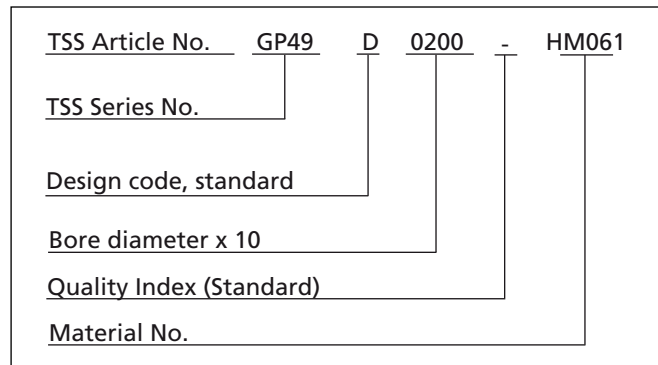 TSS Article No. GP49 D 0200 - HM061
TSS Series No.
Design code, standard
Bore diameter x 10
Quality Index (Standard)
Material No.